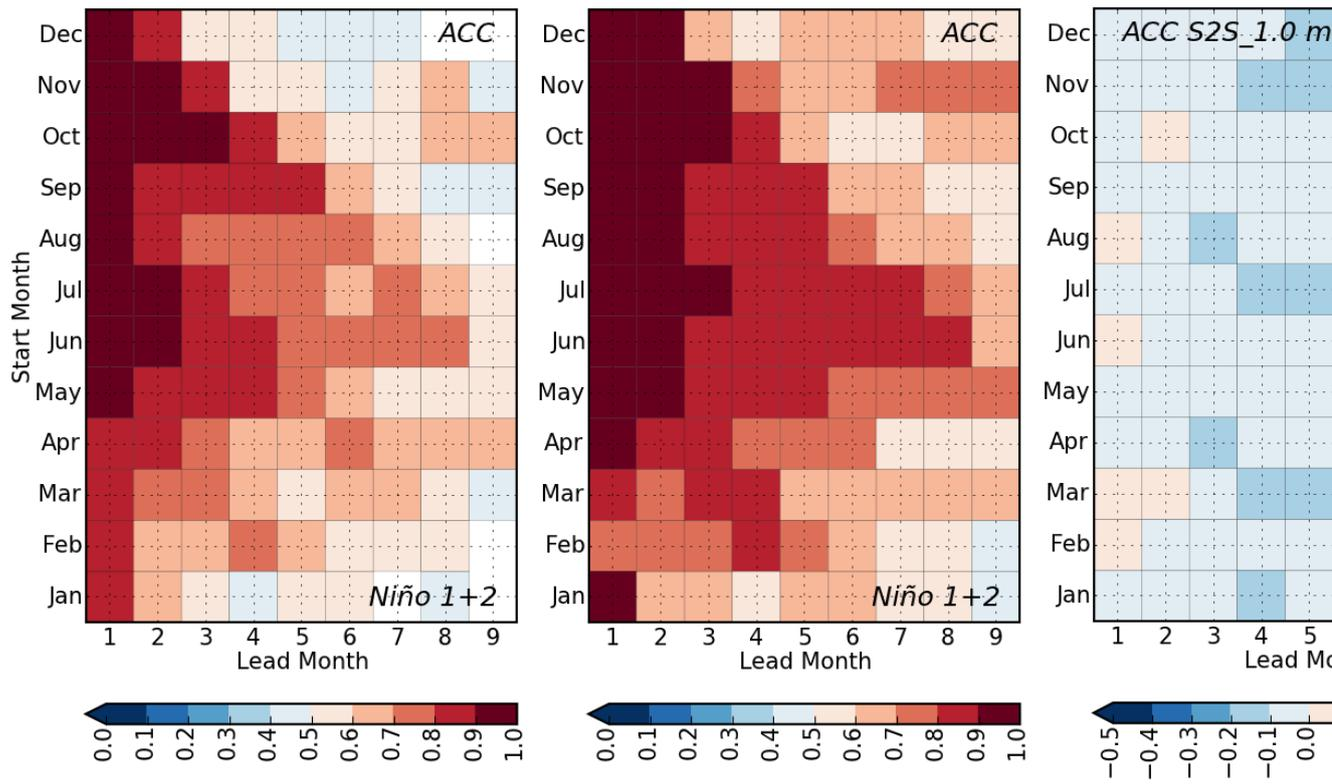 ACC
Dec
Nov
Oct
Sep
Aug
Jul
Jun
May
Apr
Mar
Feb
Jan
Start Month
Niño 1+2
1 2 3 4 5 6 7 8 9
Lead Month
0.0 0.1 0.2 0.3 0.4 0.5 0.6 0.7 0.8 0.9 1.0
ACC
Dec
Nov
Oct
Sep
Aug
Jul
Jun
May
Apr
Mar
Feb
Jan
Niño 1+2
1 2 3 4 5 6 7 8 9
Lead Month
0.0 0.1 0.2 0.3 0.4 0.5 0.6 0.7 0.8 0.9 1.0
ACC S2S_1.0 m
Dec
Nov
Oct
Sep
Aug
Jul
Jun
May
Apr
Mar
Feb
Jan
1 2 3 4 5
Lead Mo
−0.5 −0.4 −0.3 −0.2 −0.1 0.0